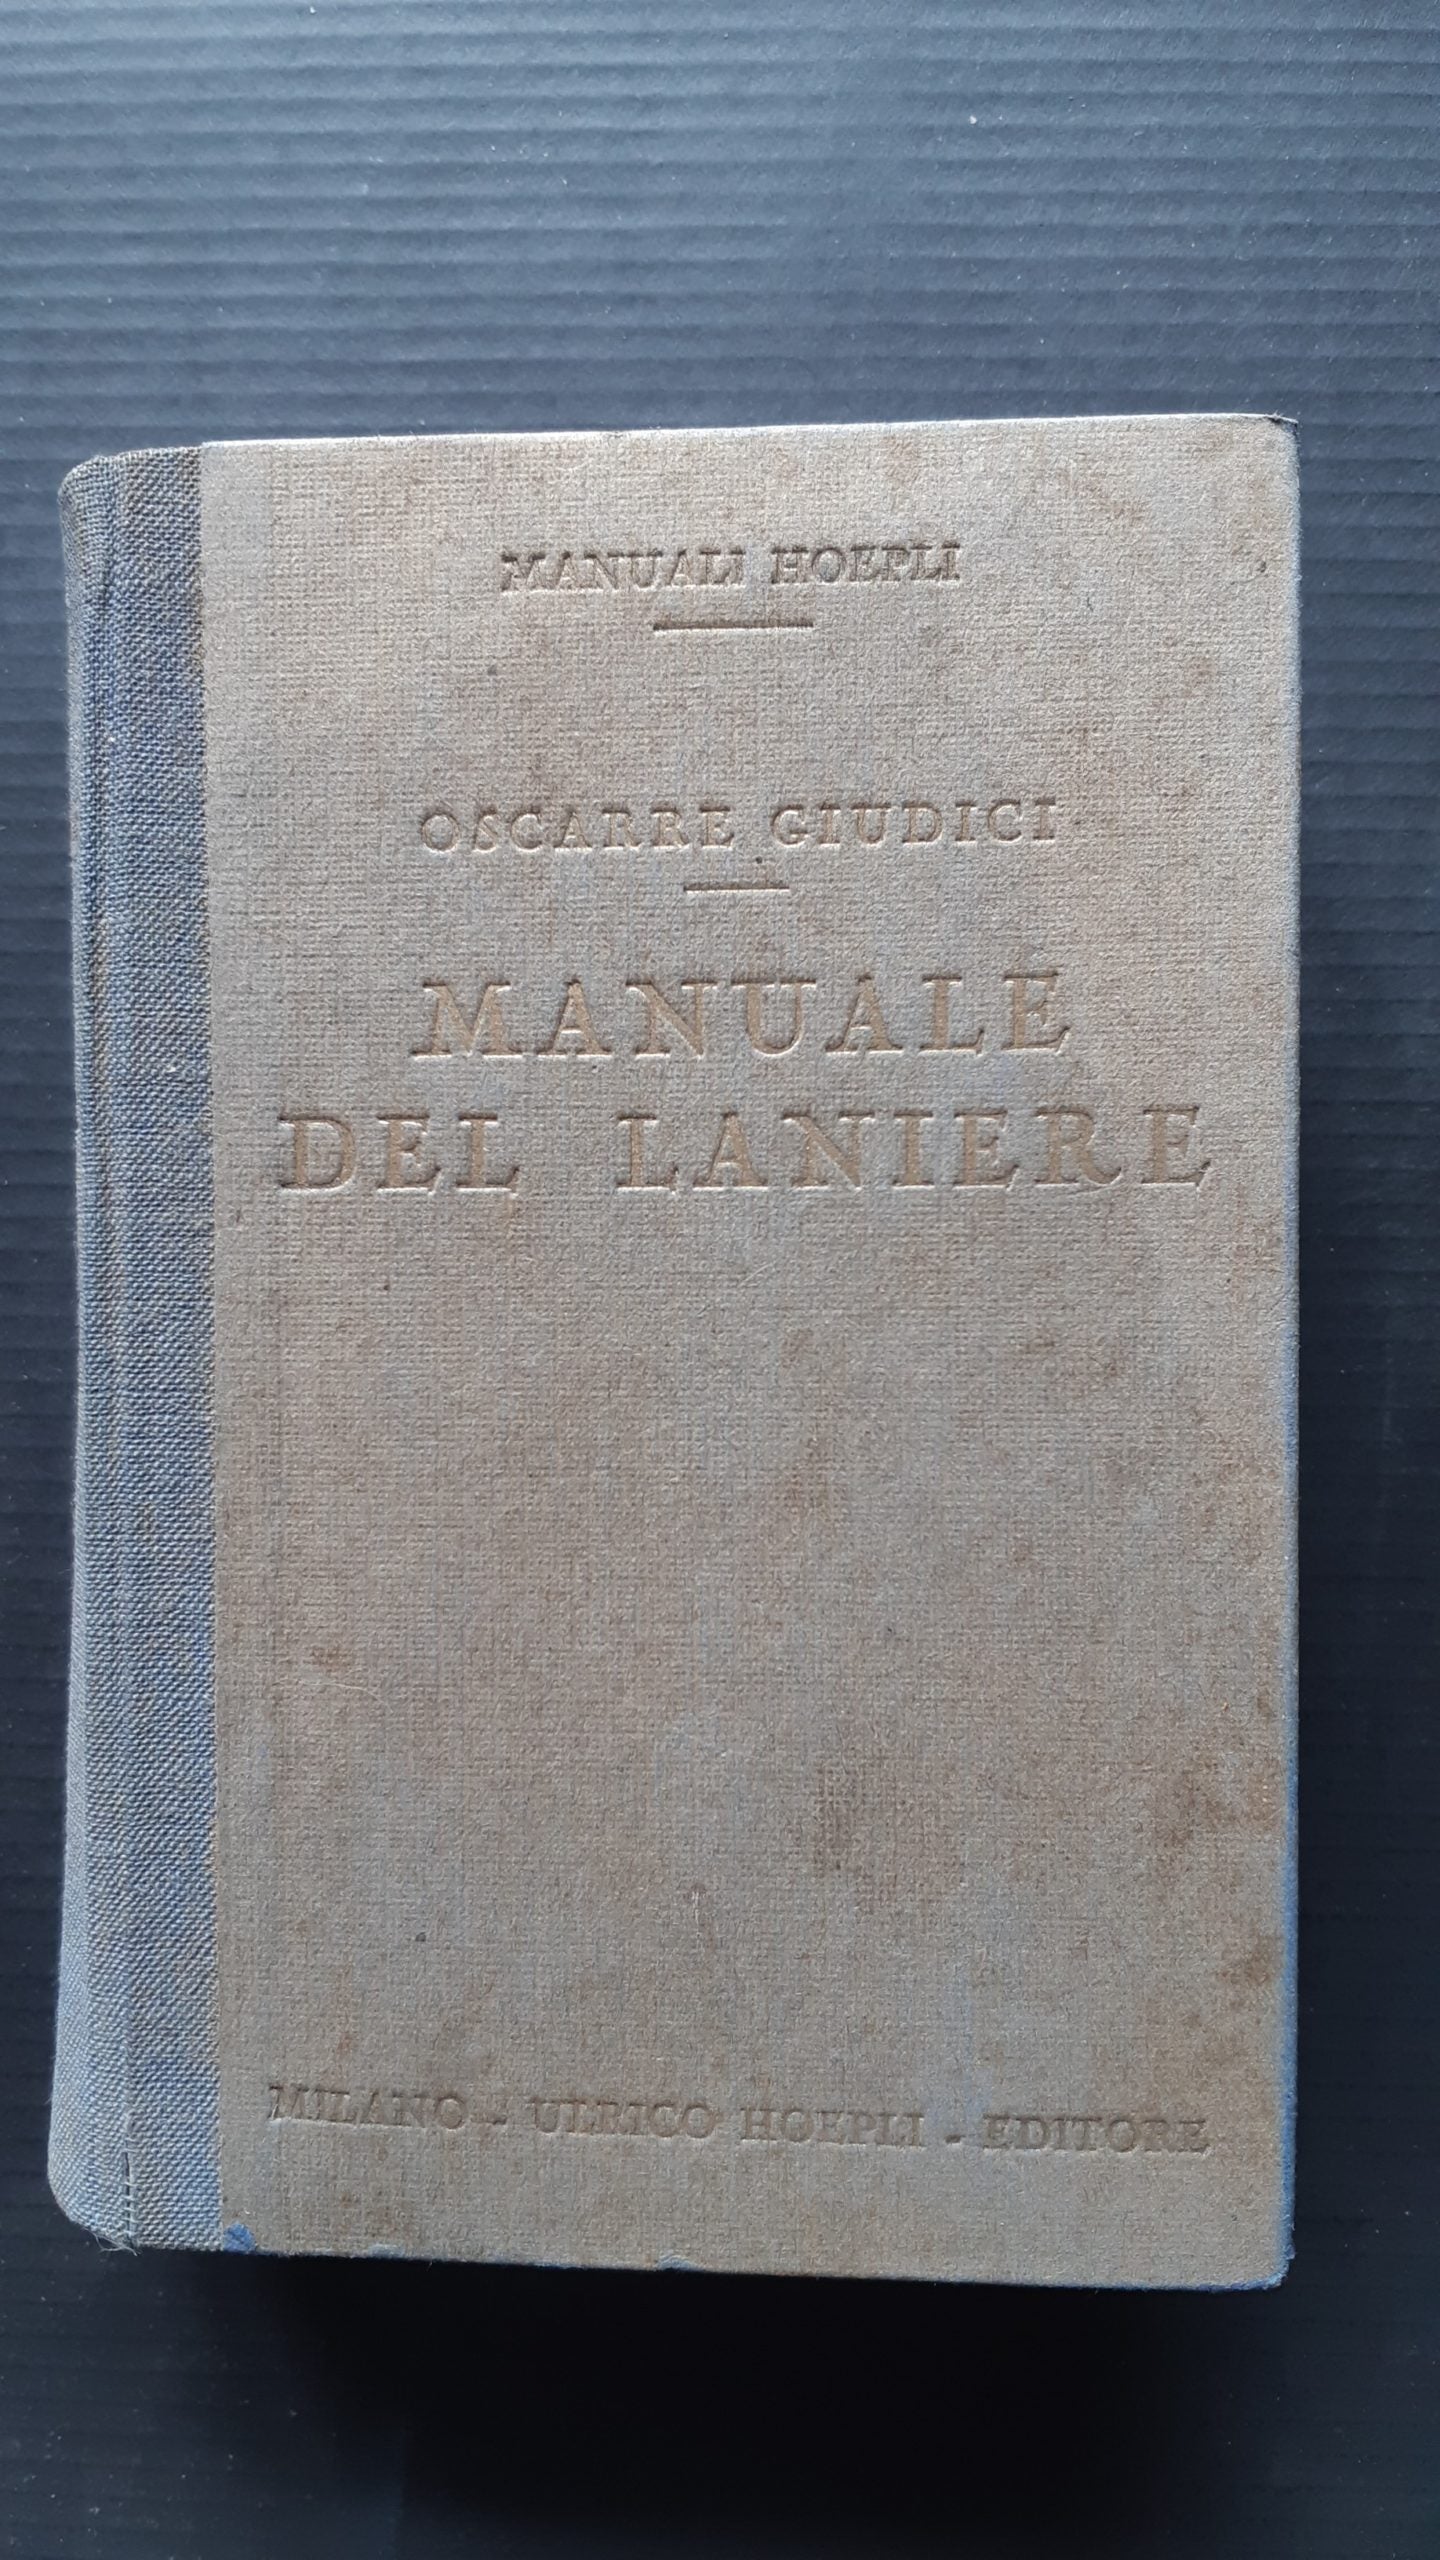 MANUALI HOEPLI
OSCARRE GIUDICI
MANUALE
DEL LANIERE
MILANO - ULRICO HOEPLI - EDITORE